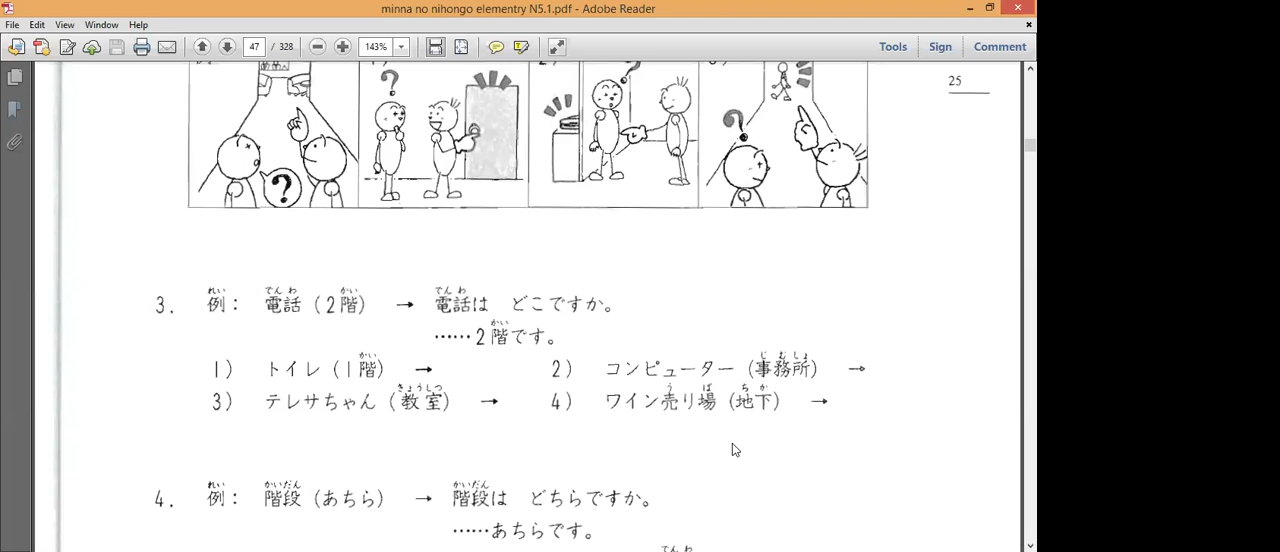 minna no nihongo elementry N5.1.pdf - Adobe Reader
File Edit View Window Help
47 / 328 143% Tools Sign Comment
25
?
?
?
?
れい でんわ かい でんわ
3. 例: 電話(2階) → 電話は どこですか。
かい
……2階です。
かい じむしょ
1) トイレ(1階) → 2) コンピューター(事務所) →
きょうしつ う ば ちか
3) テレサちゃん(教室) → 4) ワイン売り場(地下) →
れい かいだん かいだん
4. 例: 階段(あちら) → 階段は どちらですか。
……あちらです。
でんわ